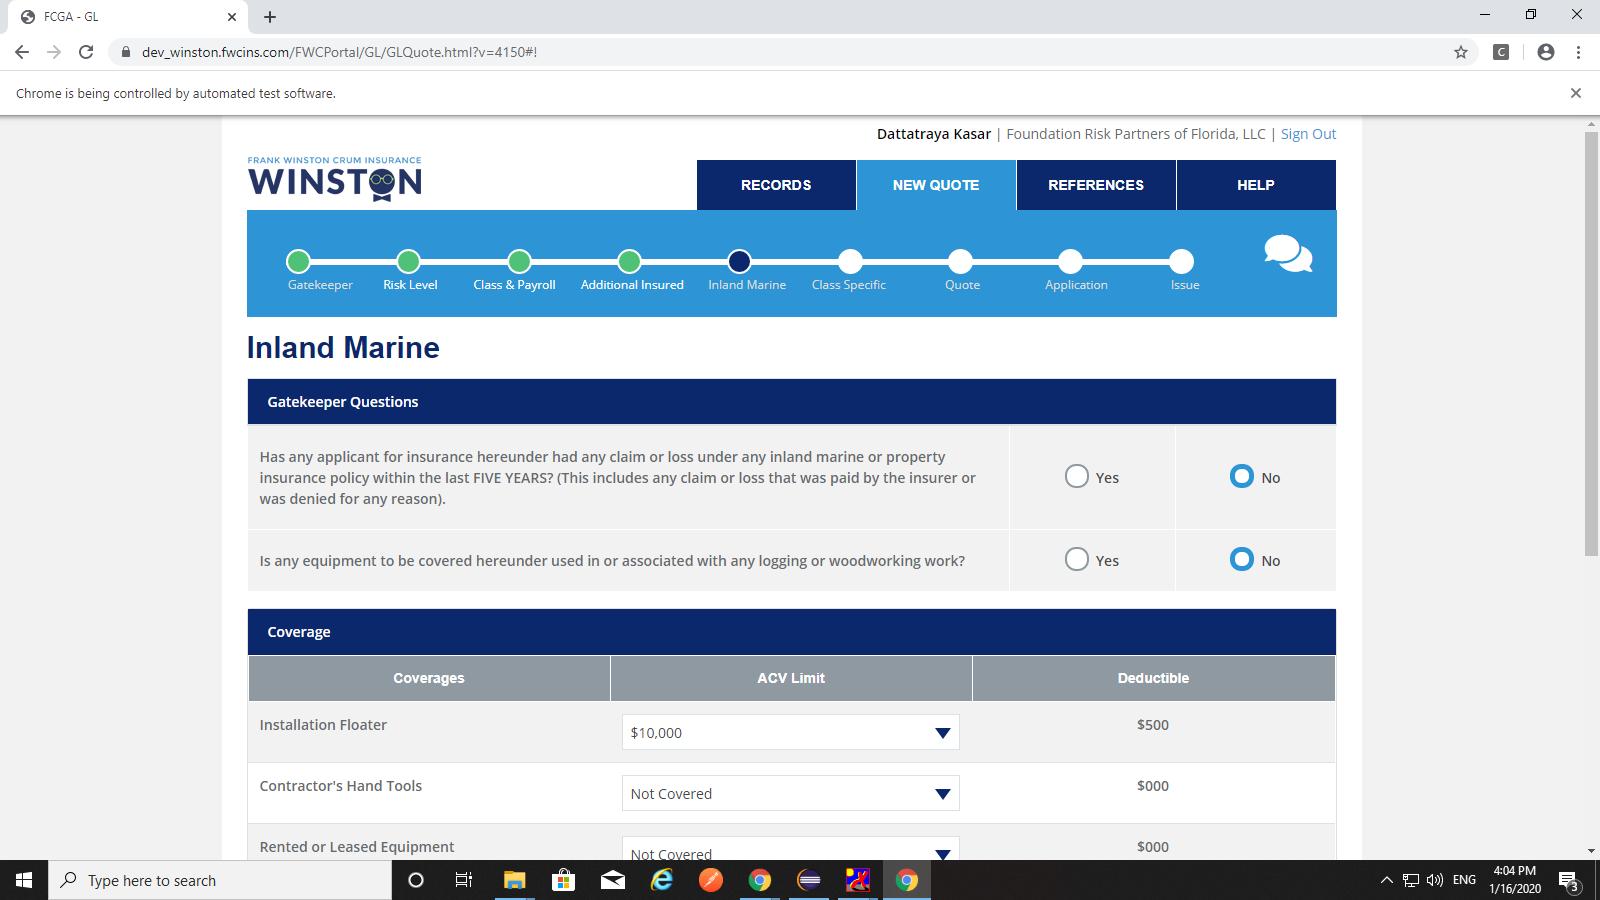 FCGA - GL
dev_winston.fwcins.com/FWCPortal/GL/GLQuote.html?v=4150#!
C
Chrome is being controlled by automated test software.
Dattatraya Kasar | Foundation Risk Partners of Florida, LLC | Sign Out
FRANK WINSTON CRUM INSURANCE
WINSTON
RECORDS NEW QUOTE REFERENCES HELP
Gatekeeper Risk Level Class & Payroll Additional Insured Inland Marine Class Specific Quote Application Issue
Inland Marine
Gatekeeper Questions
Has any applicant for insurance hereunder had any claim or loss under any inland marine or property
insurance policy within the last FIVE YEARS? (This includes any claim or loss that was paid by the insurer or
was denied for any reason).
Yes No
Is any equipment to be covered hereunder used in or associated with any logging or woodworking work? Yes No
Coverage
Coverages ACV Limit Deductible
Installation Floater $10,000 $500
Contractor's Hand Tools Not Covered $000
Rented or Leased Equipment Not Covered $000
Type here to search
ENG
4:04 PM
1/16/2020
3